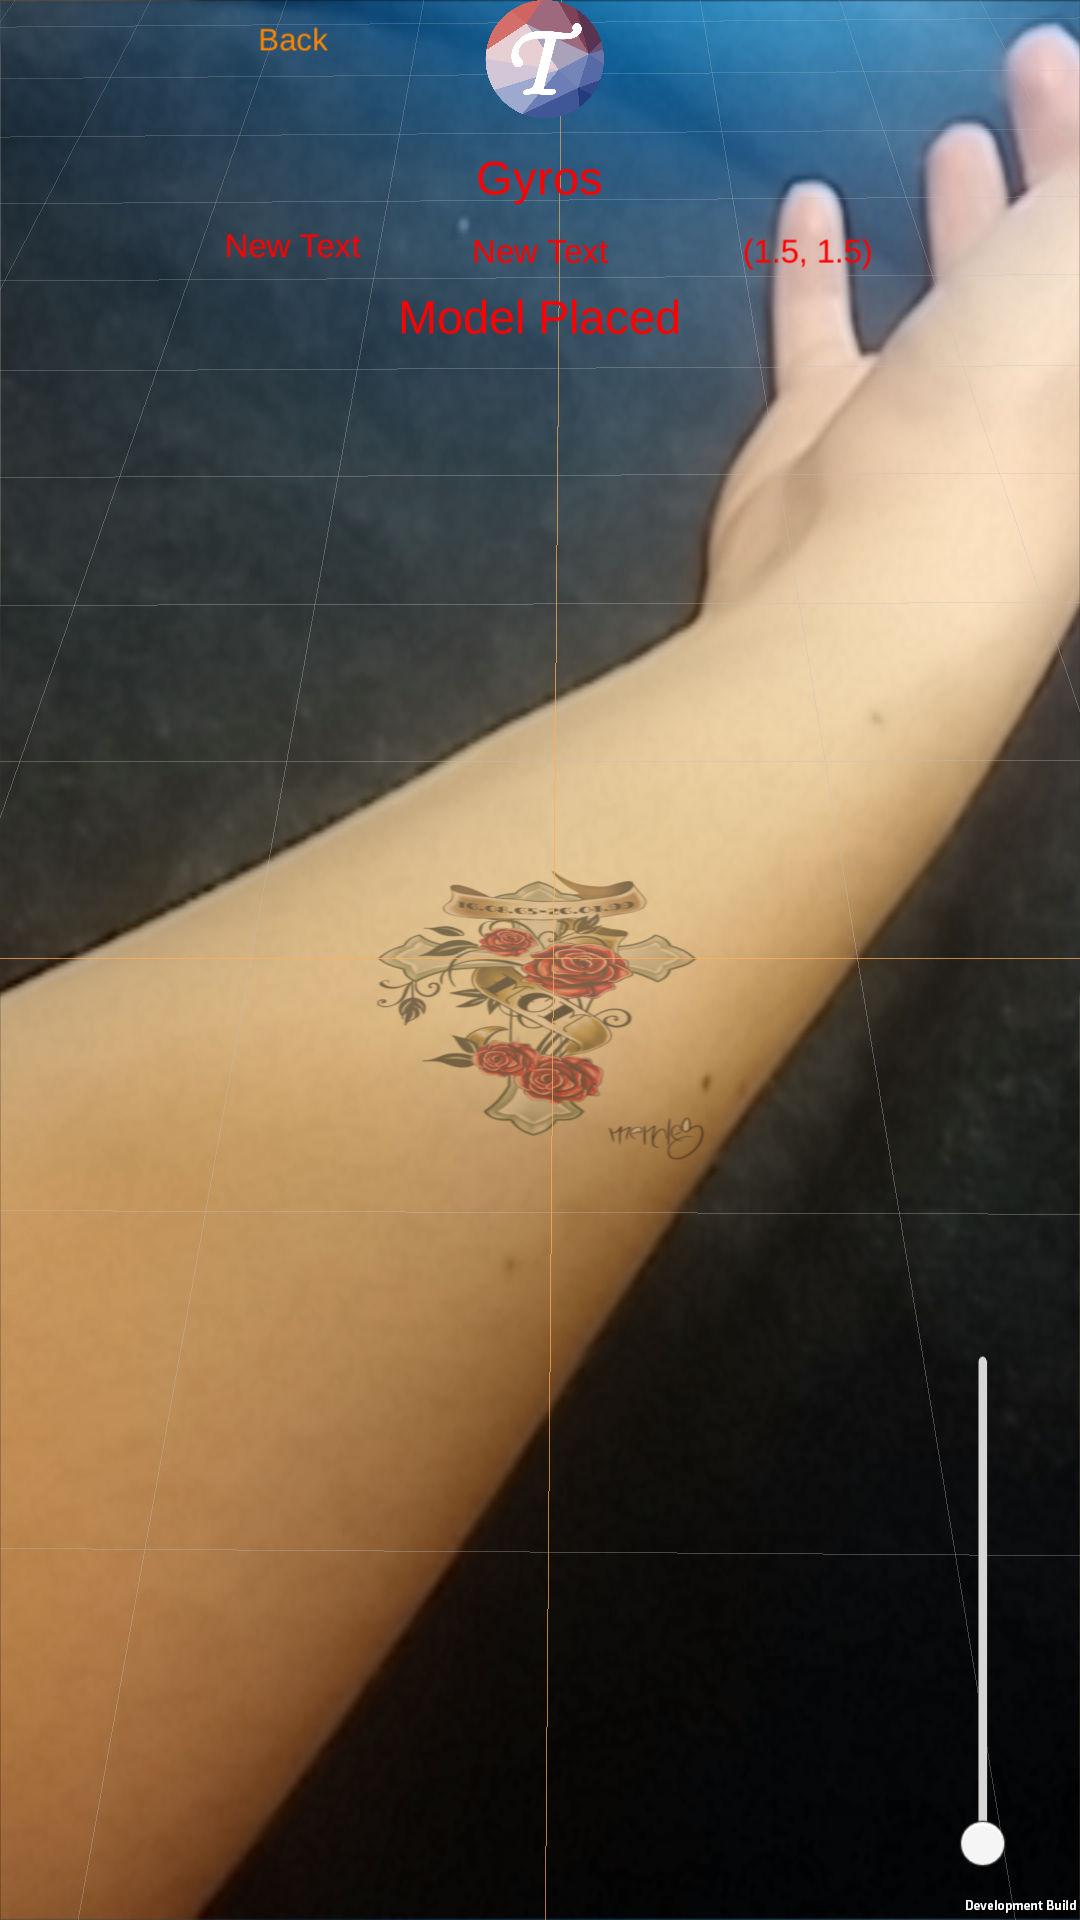 Back
T
Gyros
New Text
New Text
(1.5, 1.5)
Model Placed
Development Build